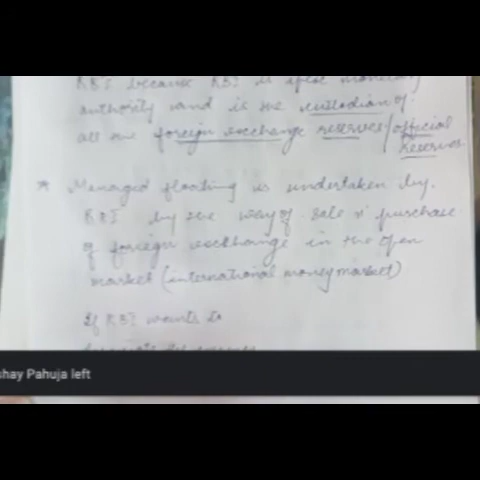 RBI because RBI is apex monetary
authority and is the custodian of
all the foreign exchange reserves/official
Reserves.
* Managed floating is undertaken by
RBI by the way of sale n' purchase
of foreign exchange in the open
market (international money market)
If RBI wants to
shay Pahuja left